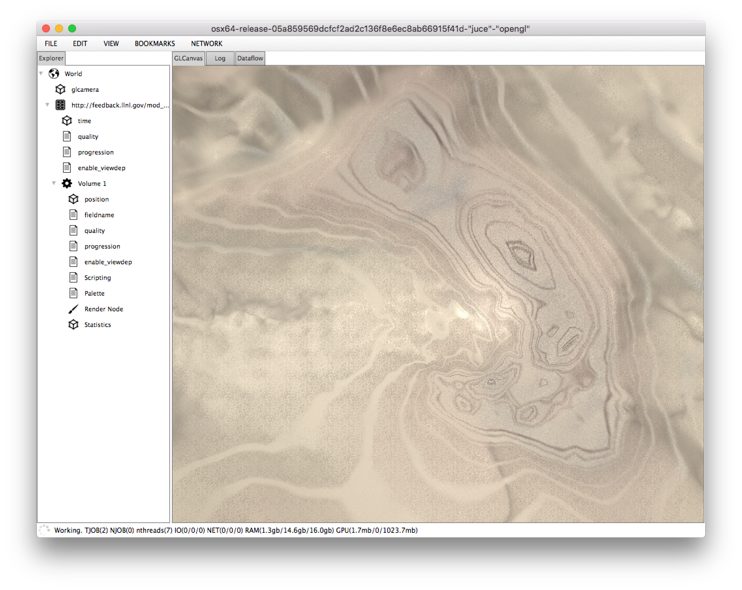 osx64-release-05a859569dcfcf2ad2c136f8e6ec8ab66915f41d-"juce"-"opengl"
FILE EDIT VIEW BOOKMARKS NETWORK
Explorer
GLCanvas Log Dataflow
World
glcamera
http://feedback.llnl.gov/mod_...
time
quality
progression
enable_viewdep
Volume 1
position
fieldname
quality
progression
enable_viewdep
Scripting
Palette
Render Node
Statistics
Working. TJOB(2) NJOB(0) nthreads(7) IO(0/0/0) NET(0/0/0) RAM(1.3gb/14.6gb/16.0gb) GPU(1.7mb/0/1023.7mb)